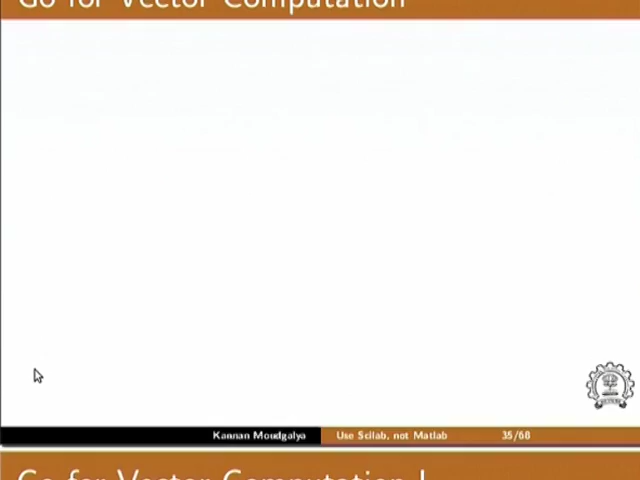 Go for Vector Computation
Kannan Moudgalya Use Scilab, not Matlab 35/68
Go for Vector Computation I